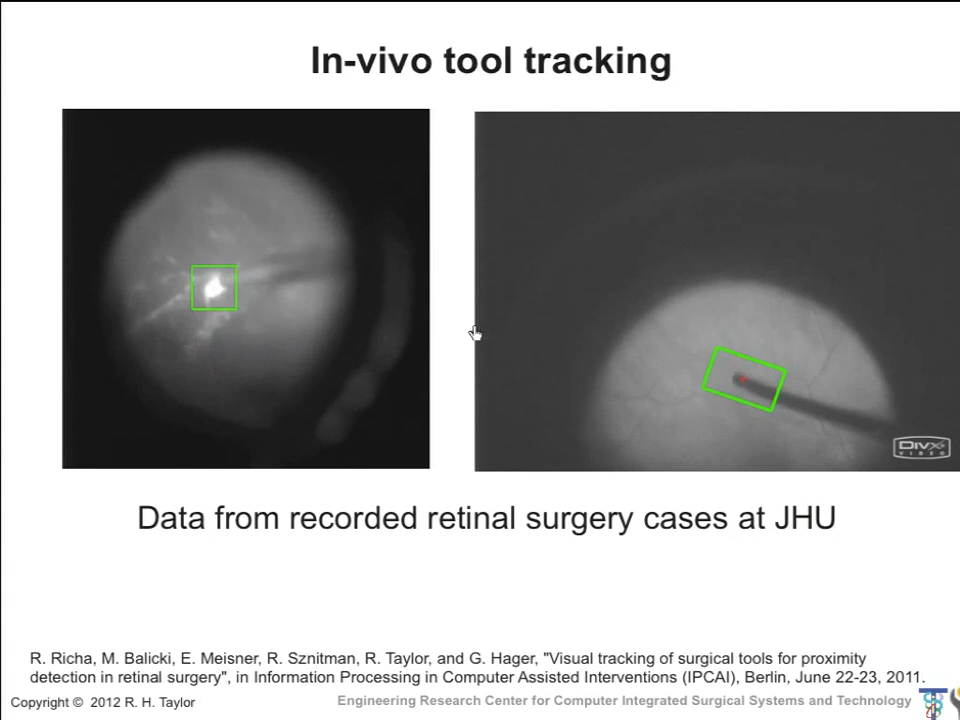 In-vivo tool tracking
DIVX
VIDEO
Data from recorded retinal surgery cases at JHU
R. Richa, M. Balicki, E. Meisner, R. Sznitman, R. Taylor, and G. Hager, "Visual tracking of surgical tools for proximity
detection in retinal surgery", in Information Processing in Computer Assisted Interventions (IPCAI), Berlin, June 22-23, 2011.
Copyright © 2012 R. H. Taylor
Engineering Research Center for Computer Integrated Surgical Systems and Technology